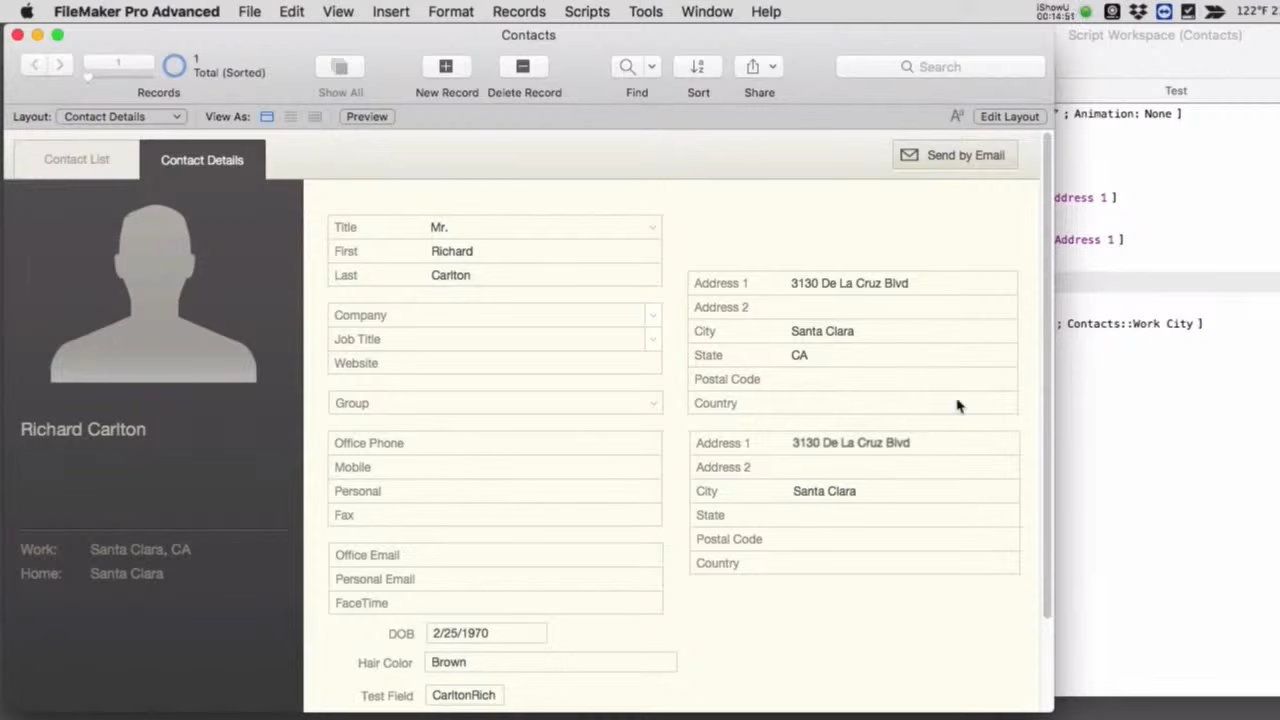 FileMaker Pro Advanced File Edit View Insert Format Records Scripts Tools Window Help
iShowU
00:14:51
122°F 2
Contacts
Script Workspace (Contacts)
1
1
Total (Sorted)
Records
Show All
New Record
Delete Record
Find
Sort
Share
Search
Test
Layout: Contact Details View As: Preview Edit Layout
" ; Animation: None ]
Contact List
Contact Details
Send by Email
ddress 1 ]
Address 1 ]
; Contacts::Work City ]
Title Mr.
First Richard
Last Carlton
Company
Job Title
Website
Group
Office Phone
Mobile
Personal
Fax
Office Email
Personal Email
FaceTime
DOB 2/25/1970
Hair Color Brown
Test Field CarltonRich
Address 1 3130 De La Cruz Blvd
Address 2
City Santa Clara
State CA
Postal Code
Country
Address 1 3130 De La Cruz Blvd
Address 2
City Santa Clara
State
Postal Code
Country
Richard Carlton
Work: Santa Clara, CA
Home: Santa Clara